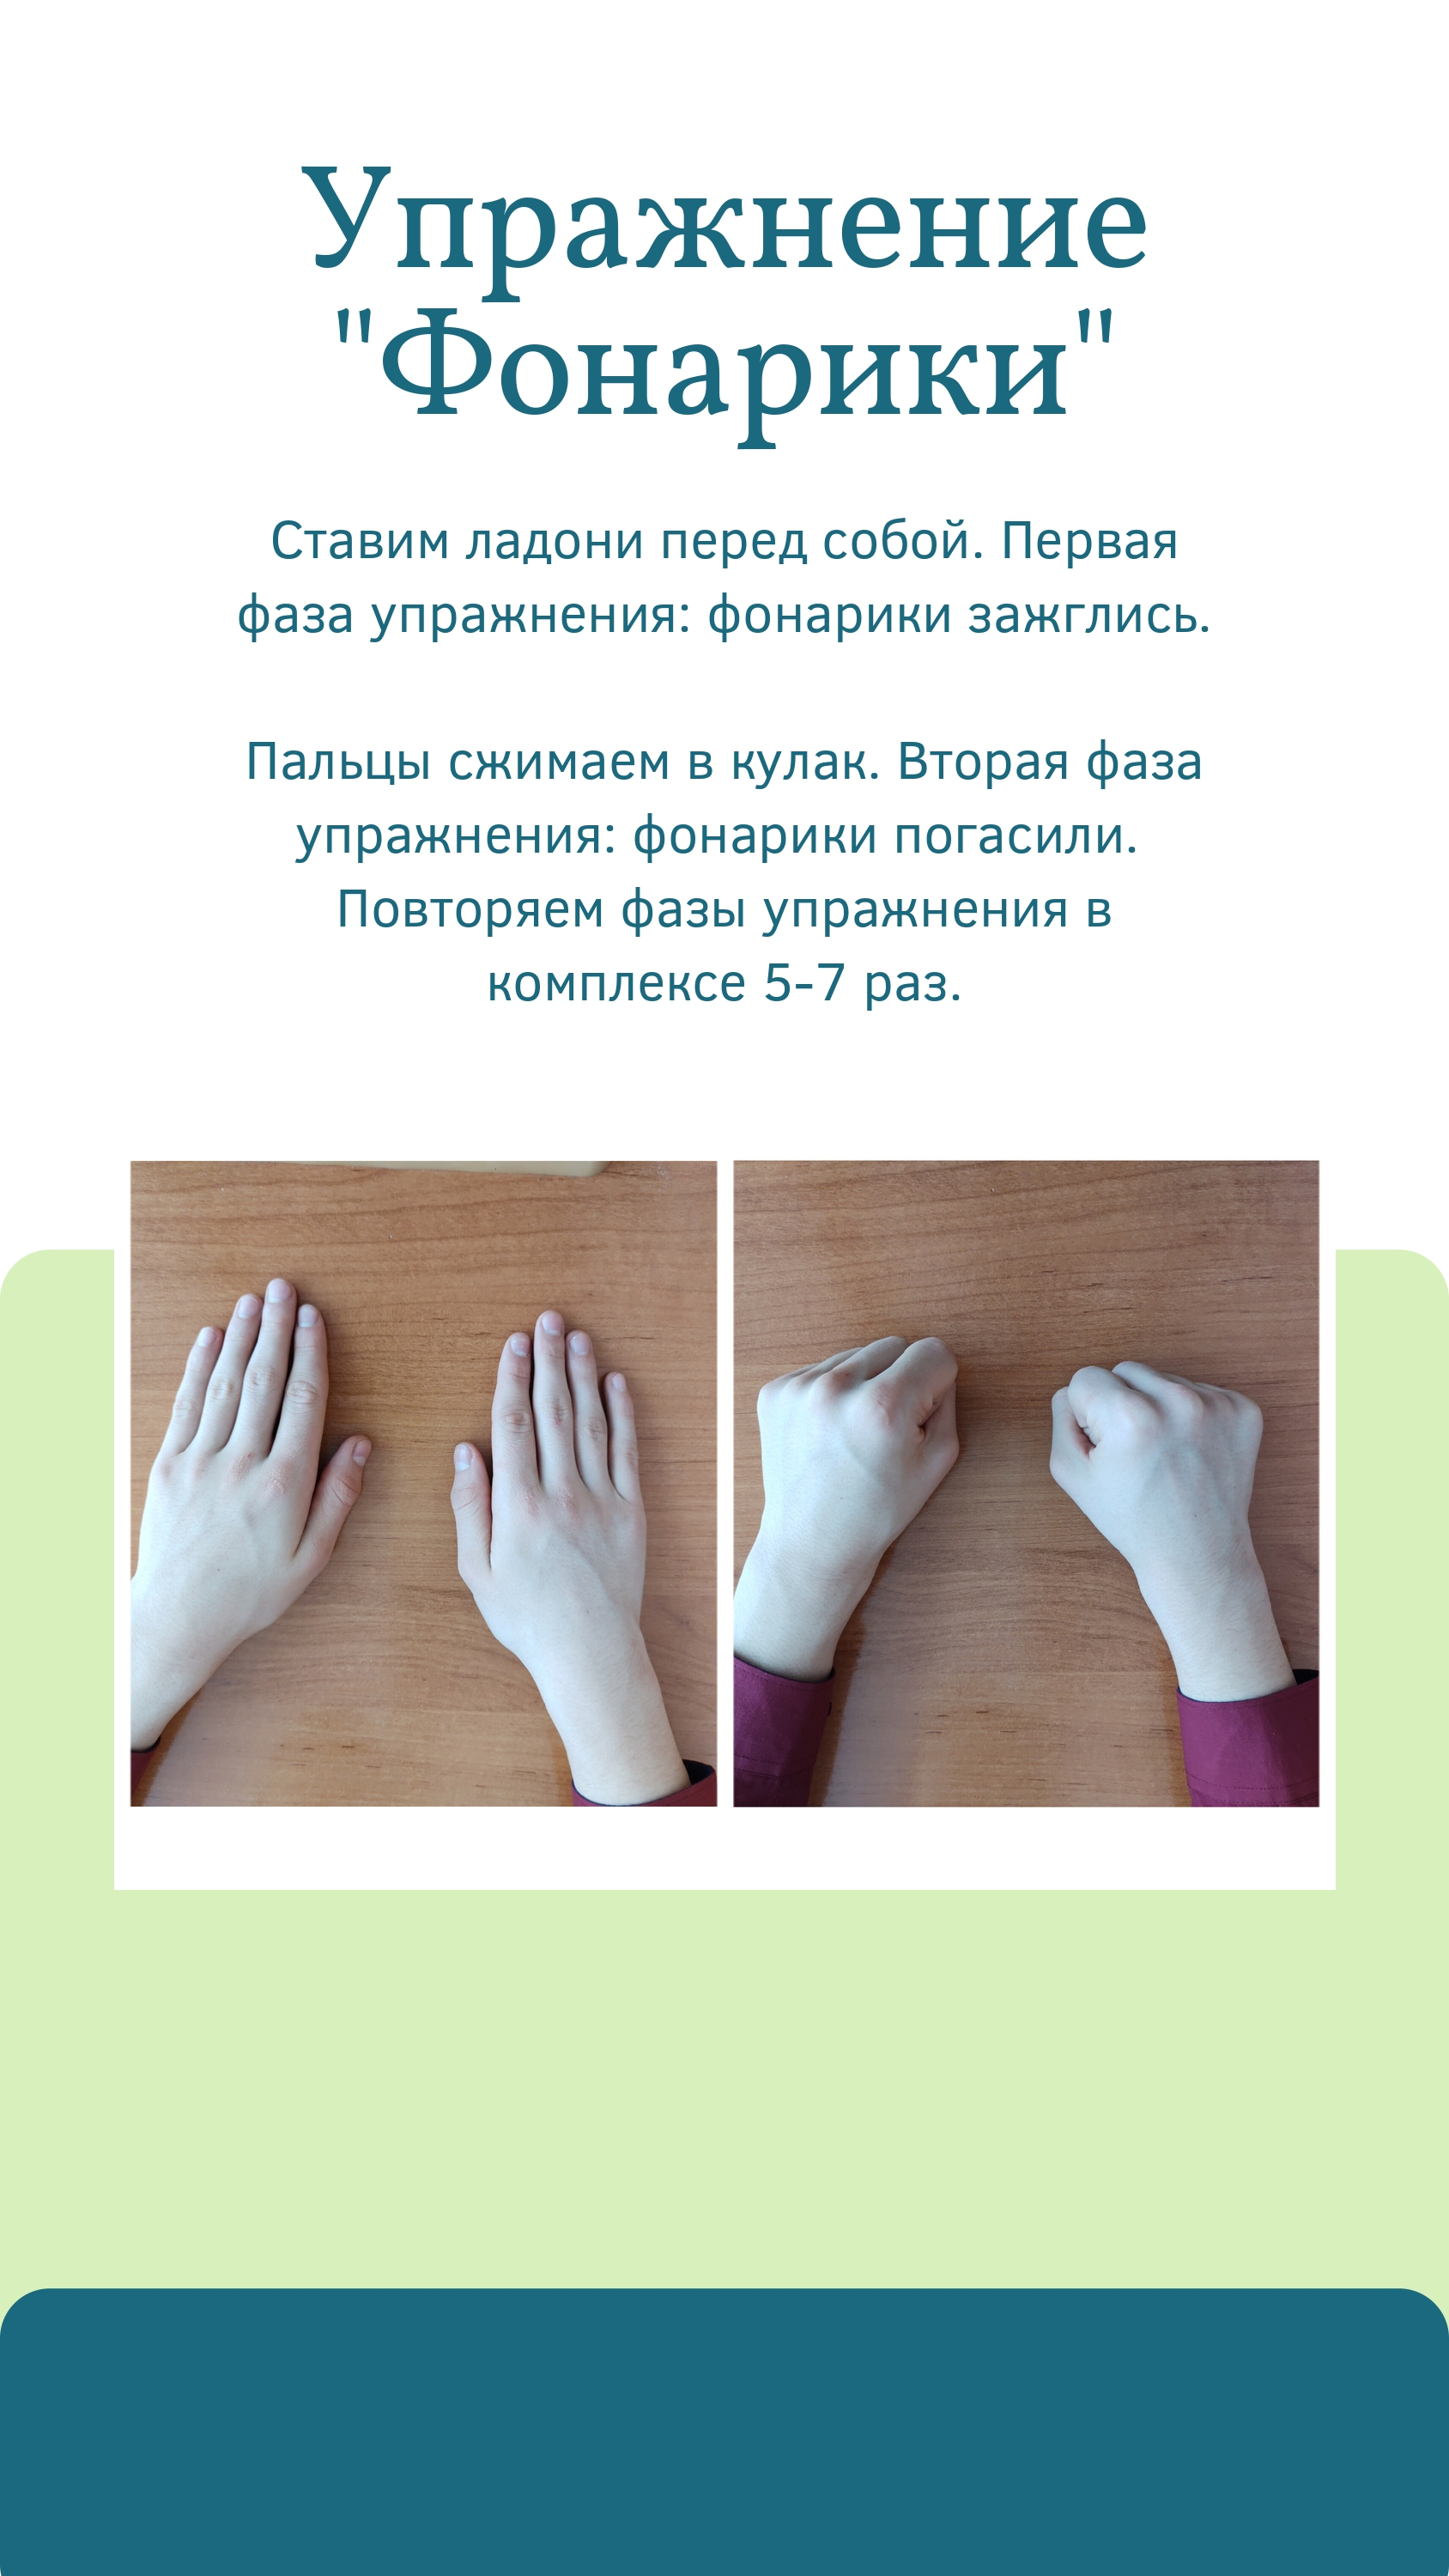 Упражнение
"Фонарики"
Ставим ладони перед собой. Первая
фаза упражнения: фонарики зажглись.
Пальцы сжимаем в кулак. Вторая фаза
упражнения: фонарики погасили.
Повторяем фазы упражнения в
комплексе 5-7 раз.